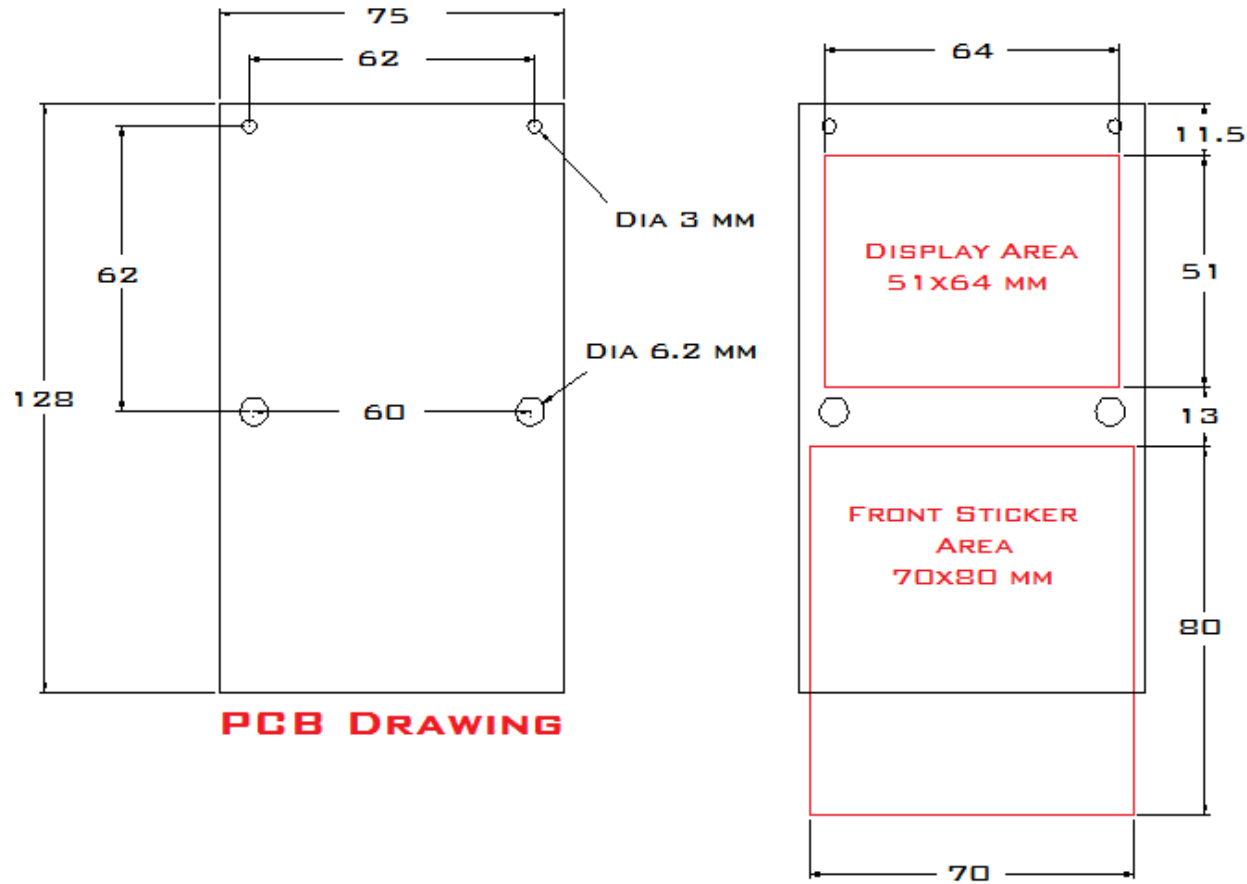 75
62
64
11.5
Dia 3 mm
Display Area
51x64 mm
62
51
Dia 6.2 mm
128
60
13
Front Sticker
Area
70x80 mm
80
PCB Drawing
70